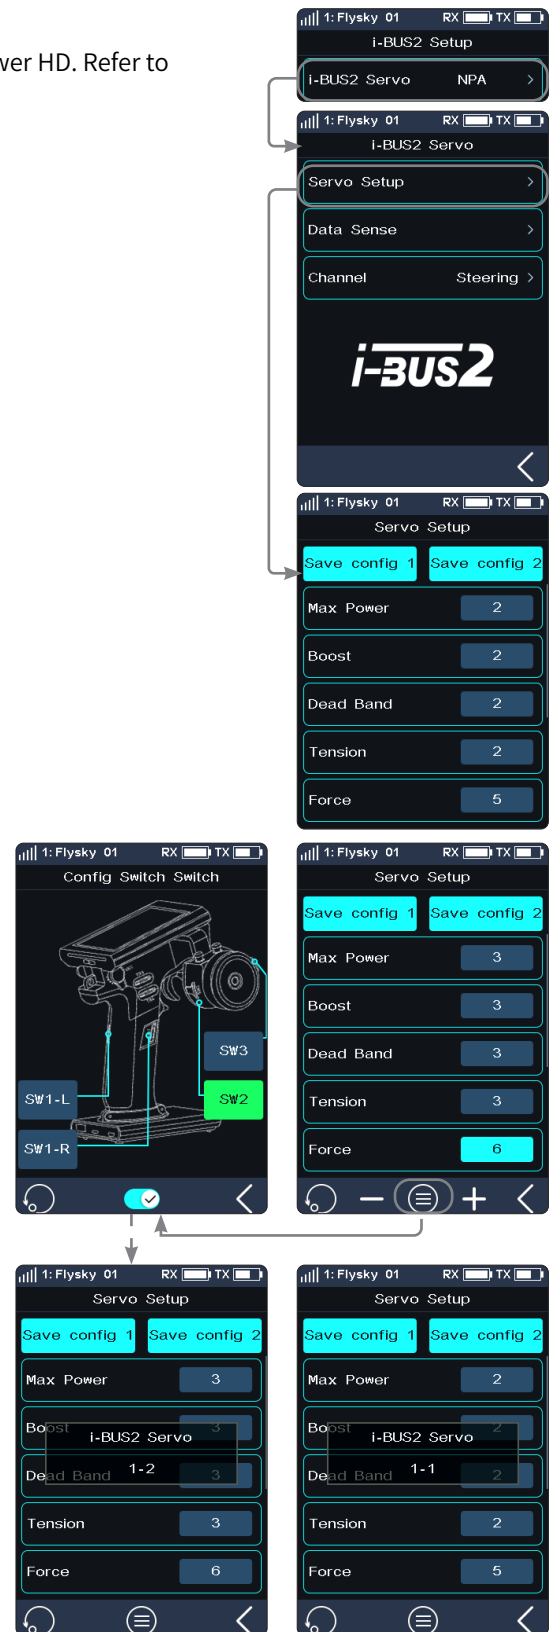 wer HD. Refer to
1: Flysky 01 RX TX
i-BUS2 Setup
i-BUS2 Servo NPA >
1: Flysky 01 RX TX
i-BUS2 Servo
Servo Setup >
Data Sense >
Channel Steering >
i-BUS2
1: Flysky 01 RX TX
Servo Setup
Save config 1 Save config 2
Max Power 2
Boost 2
Dead Band 2
Tension 2
Force 5
1: Flysky 01 RX TX
Config Switch Switch
SW3
SW1-L SW2
SW1-R
1: Flysky 01 RX TX
Servo Setup
Save config 1 Save config 2
Max Power 3
Boost 3
Dead Band 3
Tension 3
Force 6
1: Flysky 01 RX TX
Servo Setup
Save config 1 Save config 2
Max Power 3
Boost 3
i-BUS2 Servo
1-2
Dead Band 3
Tension 3
Force 6
1: Flysky 01 RX TX
Servo Setup
Save config 1 Save config 2
Max Power 2
Boost
i-BUS2 Servo
1-1
Dead Band 2
Tension 2
Force 5